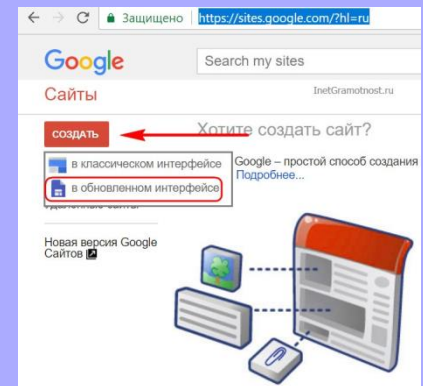 Защищено https://sites.google.com/?hl=ru
Google
Search my sites
Сайты
InetGramotnost.ru
СОЗДАТЬ
Хотите создать сайт?
в классическом интерфейсе
Google – простой способ создания
в обновленном интерфейсе
Подробнее...
Новая версия Google
Сайтов